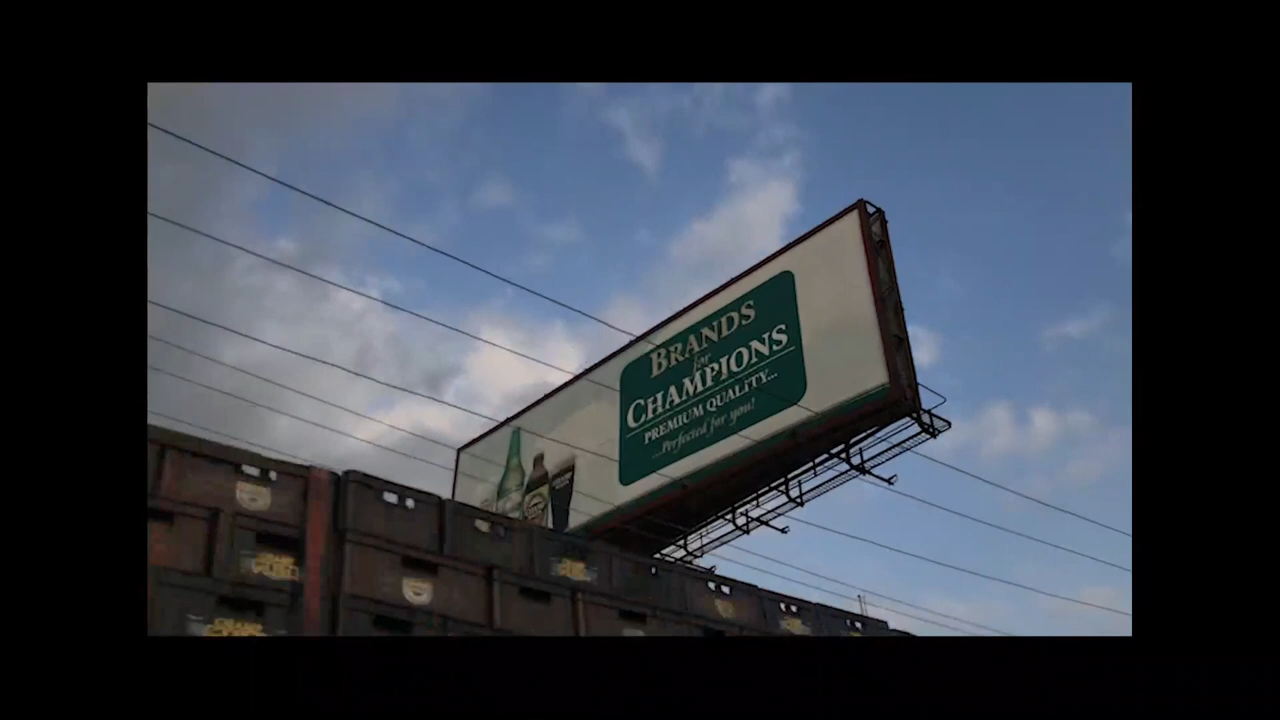 BRANDS
for
CHAMPIONS
PREMIUM QUALITY...
...Perfected for you!